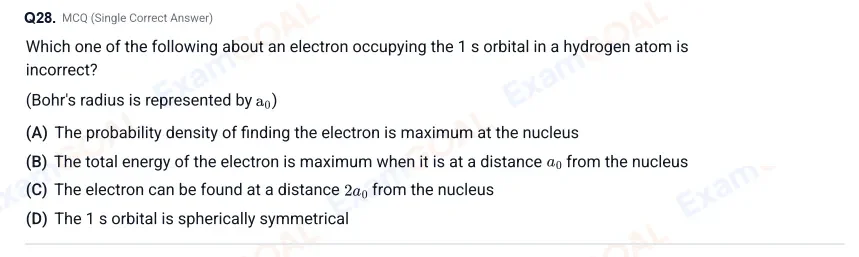 Q28. MCQ (Single Correct Answer)
Which one of the following about an electron occupying the 1 s orbital in a hydrogen atom is
incorrect?
(Bohr's radius is represented by a₀)
(A) The probability density of finding the electron is maximum at the nucleus
(B) The total energy of the electron is maximum when it is at a distance a₀ from the nucleus
(C) The electron can be found at a distance 2a₀ from the nucleus
(D) The 1 s orbital is spherically symmetrical